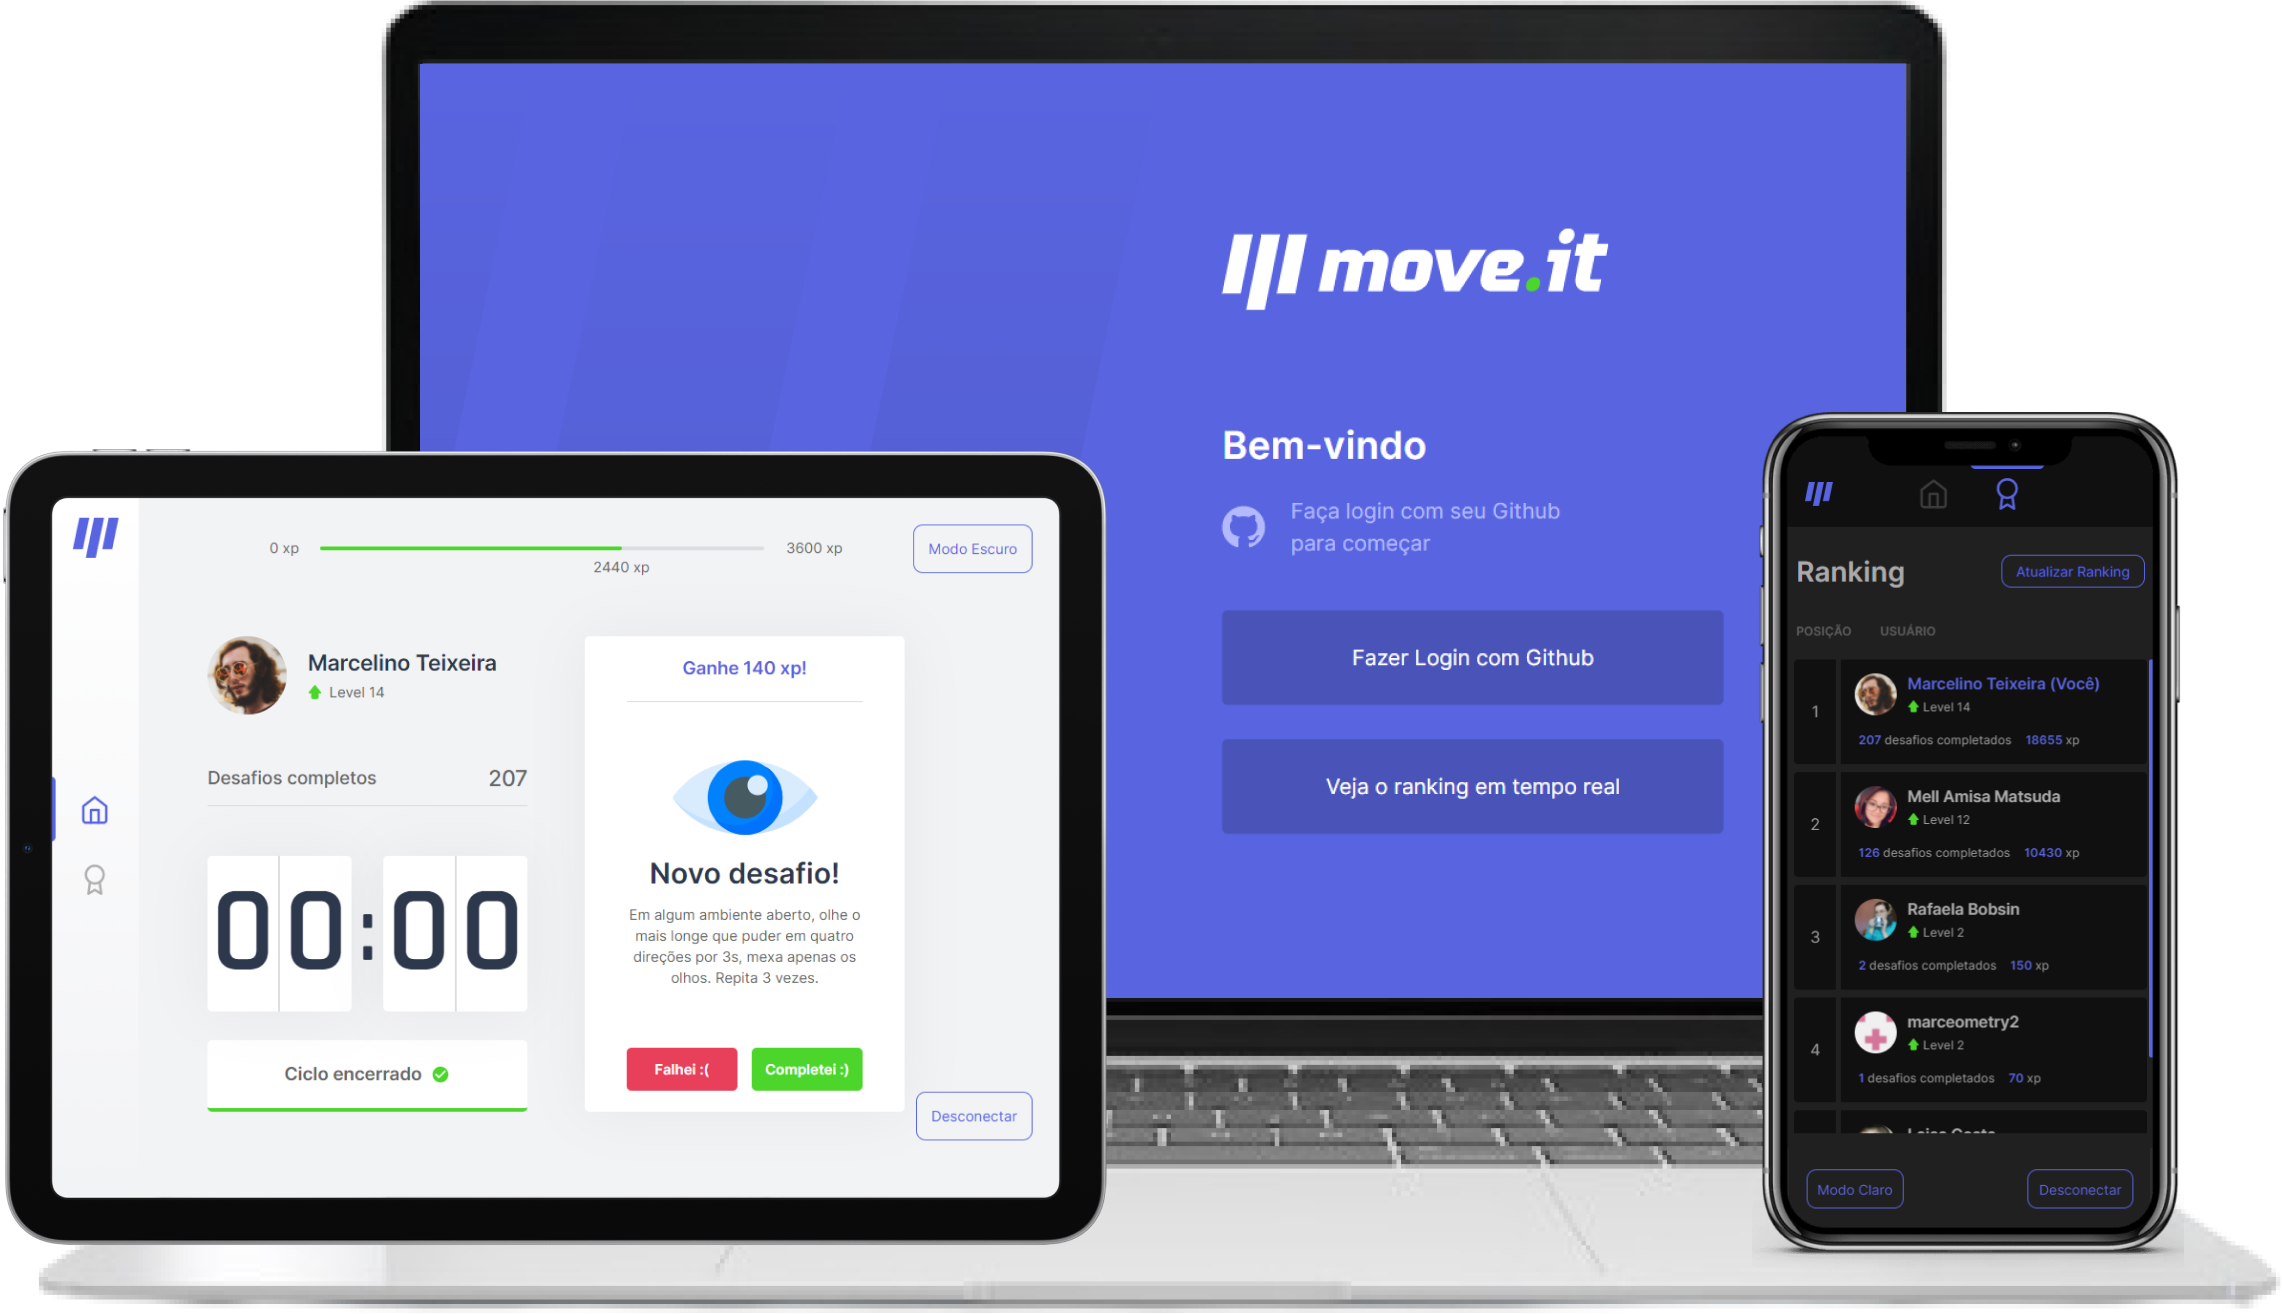 move.it
Bem-vindo
Faça login com seu Github
para começar
Fazer Login com Github
Veja o ranking em tempo real
0 xp
3600 xp
2440 xp
Modo Escuro
Marcelino Teixeira
Level 14
Desafios completos 207
00:00
Ciclo encerrado
Ganhe 140 xp!
Novo desafio!
Em algum ambiente aberto, olhe o
mais longe que puder em quatro
direções por 3s, mexa apenas os
olhos. Repita 3 vezes.
Falhei :(
Completei :)
Desconectar
Ranking
Atualizar Ranking
POSIÇÃO USUÁRIO
1
Marcelino Teixeira (Você)
Level 14
207 desafios completados 18655 xp
2
Mell Amisa Matsuda
Level 12
126 desafios completados 10430 xp
3
Rafaela Bobsin
Level 2
2 desafios completados 150 xp
4
marceometry2
Level 2
1 desafios completados 70 xp
Modo Claro
Desconectar